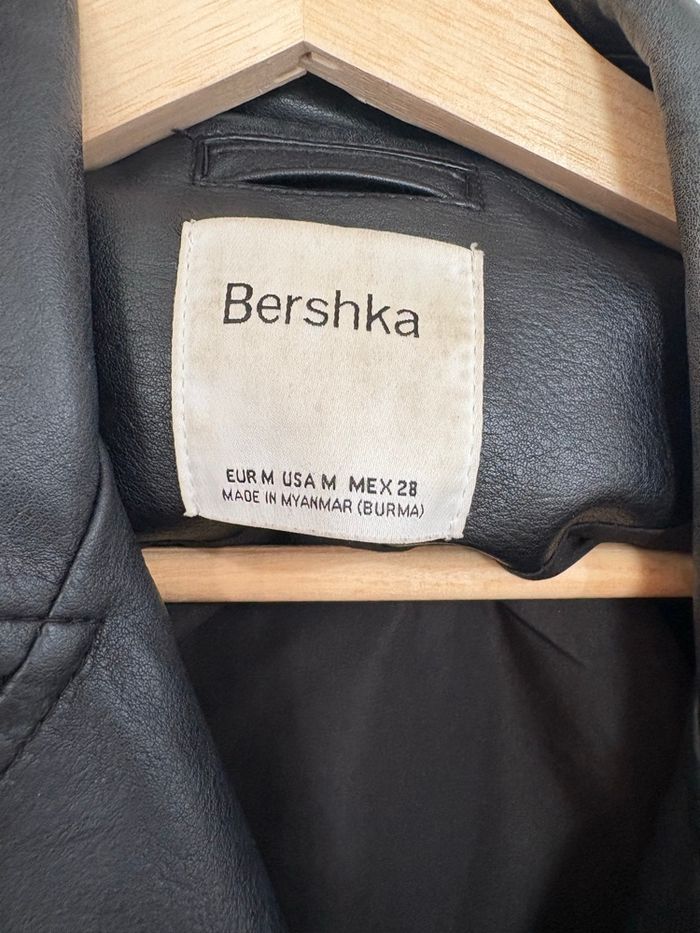 Bershka
EUR M USA M MEX 28
MADE IN MYANMAR (BURMA)